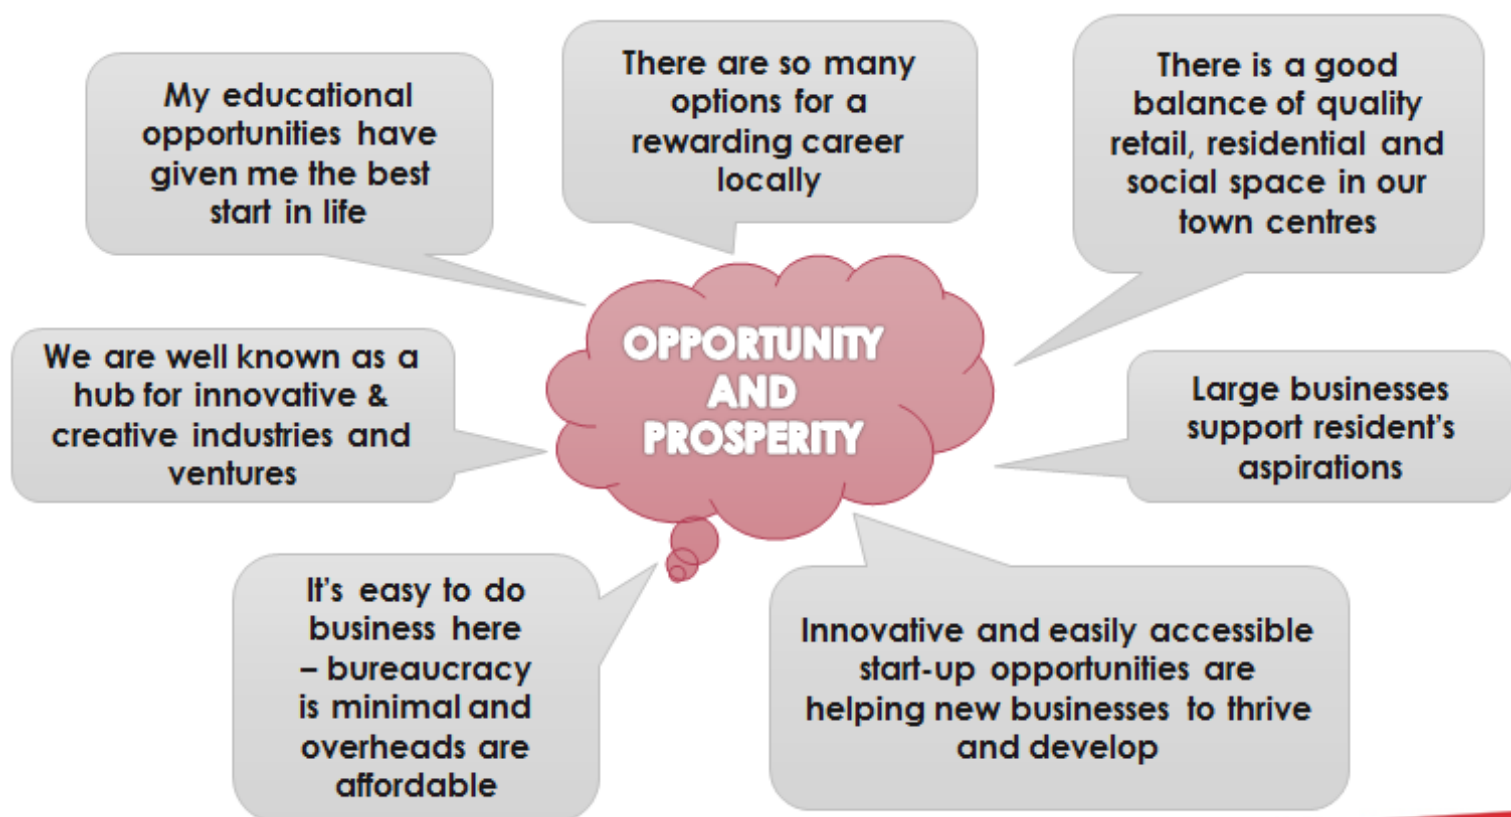 My educational
opportunities have
given me the best
start in life
There are so many
options for a
rewarding career
locally
There is a good
balance of quality
retail, residential and
social space in our
town centres
We are well known as a
hub for innovative &
creative industries and
ventures
OPPORTUNITY
AND
PROSPERITY
Large businesses
support resident's
aspirations
It's easy to do
business here
– bureaucracy
is minimal and
overheads are
affordable
Innovative and easily accessible
start-up opportunities are
helping new businesses to thrive
and develop